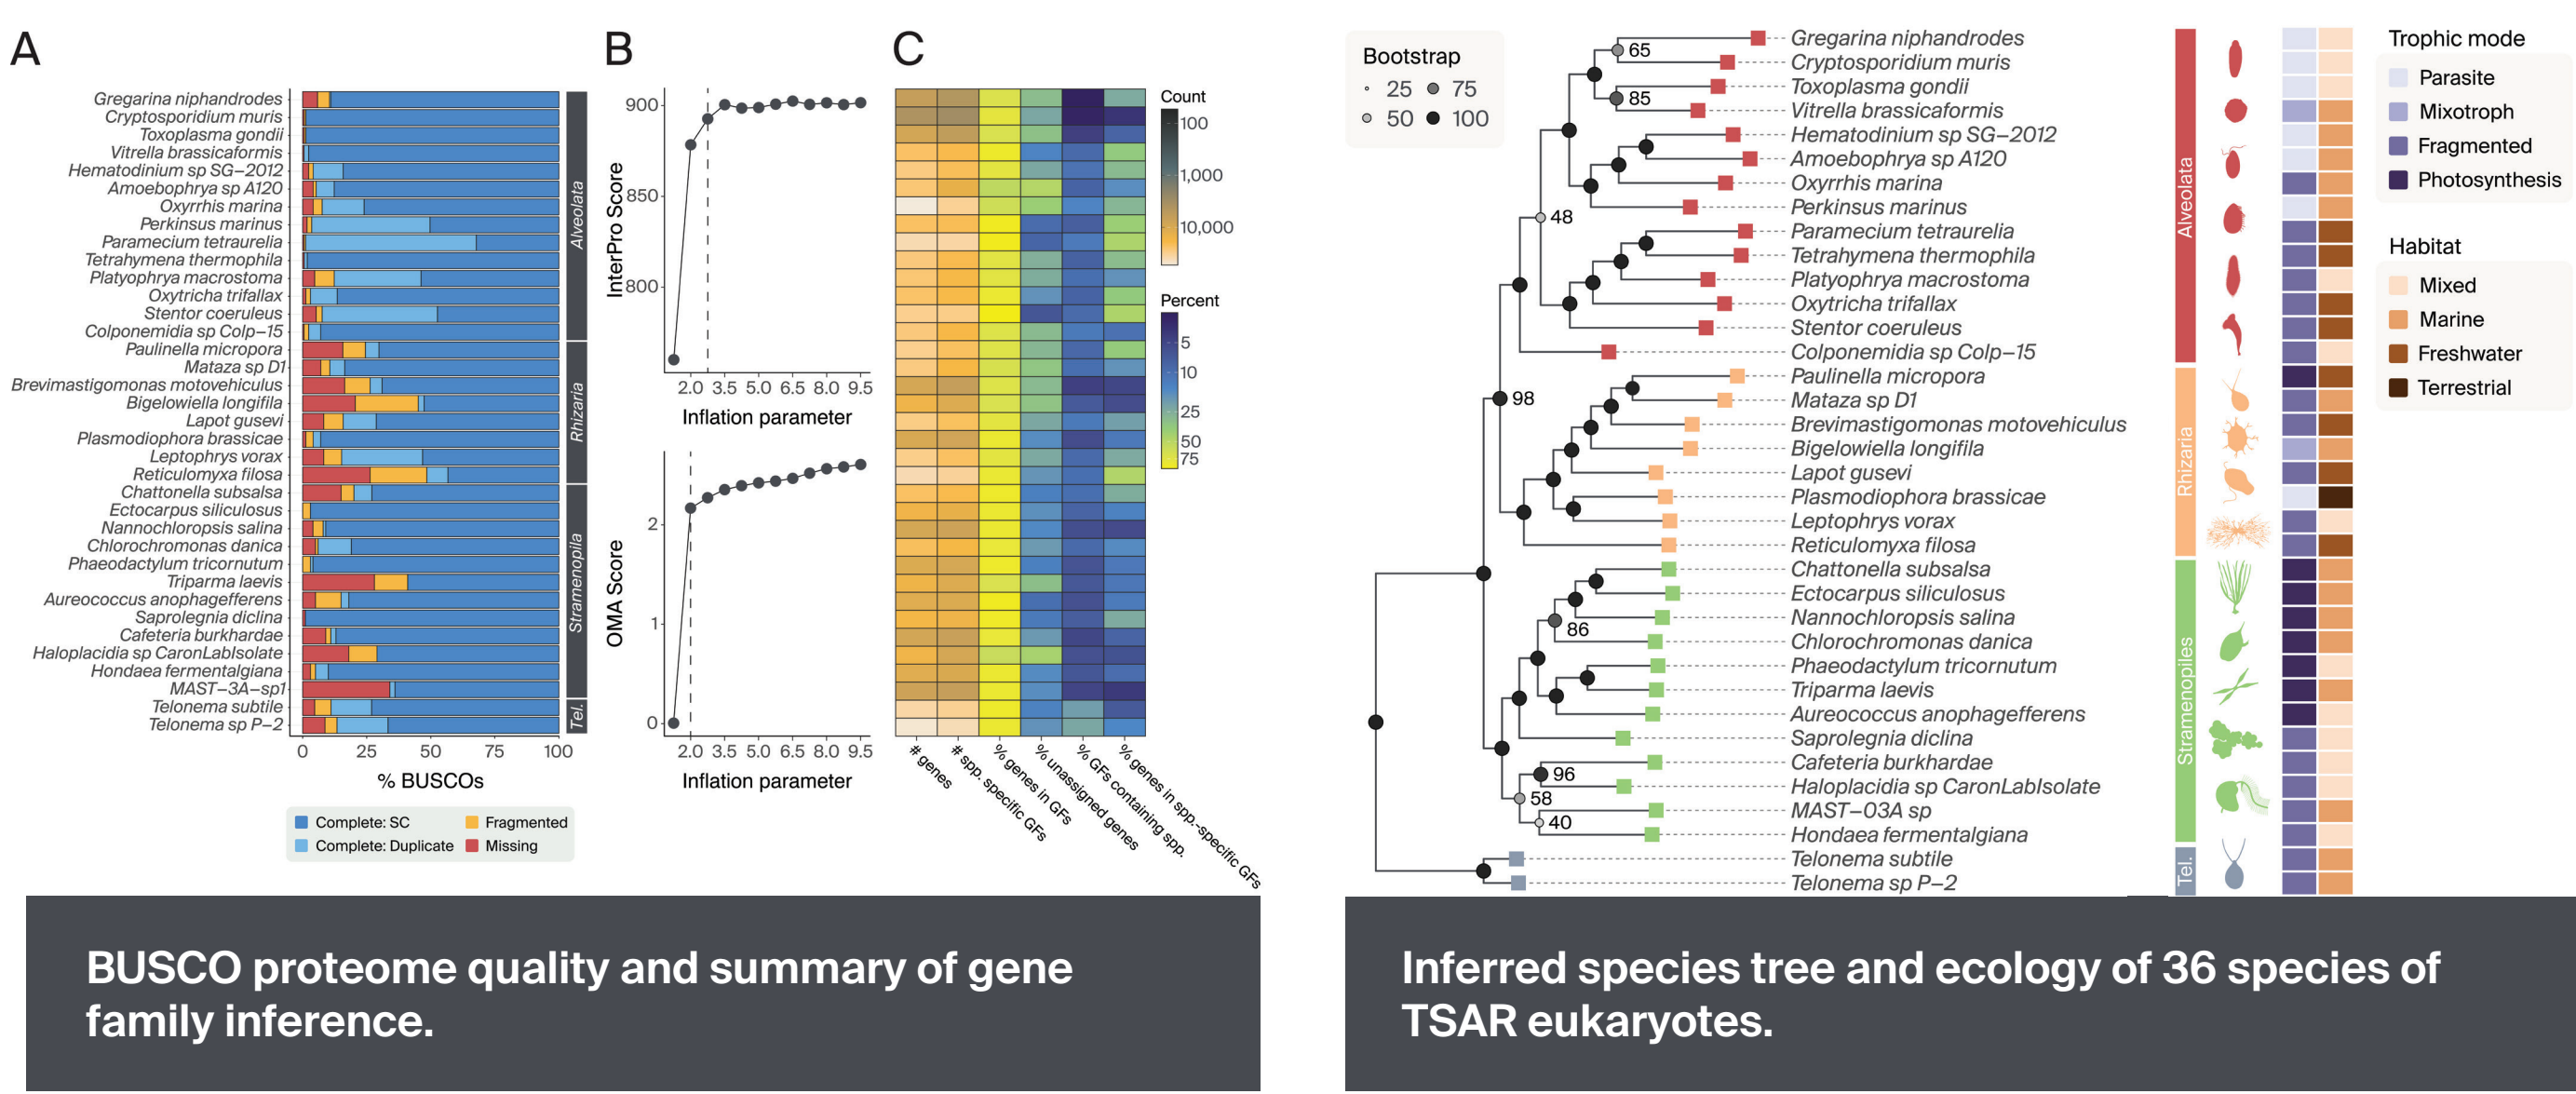 A
Gregarina niphandrodes
Cryptosporidium muris
Toxoplasma gondii
Vitrella brassicaformis
Hematodinium sp SG–2012
Amoebophrya sp A120
Oxyrrhis marina
Perkinsus marinus
Paramecium tetraurelia
Tetrahymena thermophila
Platyophrya macrostoma
Oxytricha trifallax
Stentor coeruleus
Colponemidia sp Colp–15
Paulinella micropora
Mataza sp D1
Brevimastigomonas motovehiculus
Bigelowiella longifila
Lapot gusevi
Plasmodiophora brassicae
Leptophrys vorax
Reticulomyxa filosa
Chattonella subsalsa
Ectocarpus siliculosus
Nannochloropsis salina
Chlorochromonas danica
Phaeodactylum tricornutum
Triparma laevis
Aureococcus anophagefferens
Saprolegnia diclina
Cafeteria burkhardae
Haloplacidia sp CaronLabIsolate
Hondaea fermentalgiana
MAST–3A–sp1
Telonema subtile
Telonema sp P–2
Alveolata
Rhizaria
Stramenopila
Tel.
0 25 50 75 100
% BUSCOs
Complete: SC
Fragmented
Complete: Duplicate
Missing
B
InterPro Score
900
850
800
2.0 3.5 5.0 6.5 8.0 9.5
Inflation parameter
OMA Score
2
1
0
2.0 3.5 5.0 6.5 8.0 9.5
Inflation parameter
C
# genes
# spp. specific GFs
% genes in GFs
% unassigned genes
% GFs containing spp.
% genes in spp.-specific GFs
Count
100
1,000
10,000
Percent
5
10
25
50
75
BUSCO proteome quality and summary of gene
family inference.
Bootstrap
25 75
50 100
65
85
48
98
86
96
58
40
Gregarina niphandrodes
Cryptosporidium muris
Toxoplasma gondii
Vitrella brassicaformis
Hematodinium sp SG–2012
Amoebophrya sp A120
Oxyrrhis marina
Perkinsus marinus
Paramecium tetraurelia
Tetrahymena thermophila
Platyophrya macrostoma
Oxytricha trifallax
Stentor coeruleus
Colponemidia sp Colp–15
Paulinella micropora
Mataza sp D1
Brevimastigomonas motovehiculus
Bigelowiella longifila
Lapot gusevi
Plasmodiophora brassicae
Leptophrys vorax
Reticulomyxa filosa
Chattonella subsalsa
Ectocarpus siliculosus
Nannochloropsis salina
Chlorochromonas danica
Phaeodactylum tricornutum
Triparma laevis
Aureococcus anophagefferens
Saprolegnia diclina
Cafeteria burkhardae
Haloplacidia sp CaronLabIsolate
MAST–03A sp
Hondaea fermentalgiana
Telonema subtile
Telonema sp P–2
Alveolata
Rhizaria
Stramenopiles
Tel.
Trophic mode
Parasite
Mixotroph
Fragmented
Photosynthesis
Habitat
Mixed
Marine
Freshwater
Terrestrial
Inferred species tree and ecology of 36 species of
TSAR eukaryotes.